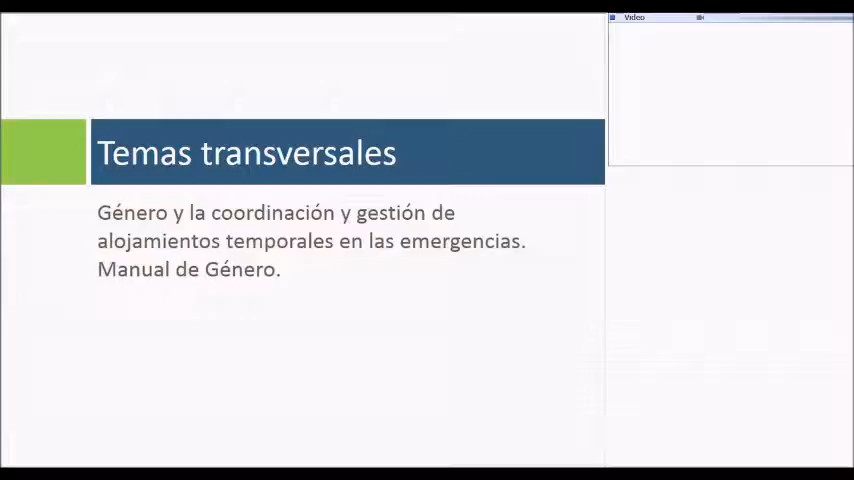 Video
Temas transversales
Género y la coordinación y gestión de
alojamientos temporales en las emergencias.
Manual de Género.